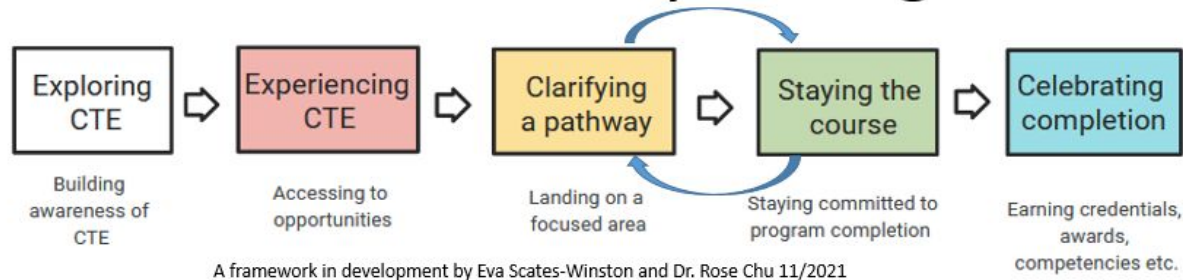 Exploring
CTE
Experiencing
CTE
Clarifying
a pathway
Staying the
course
Celebrating
completion
Building
awareness of
CTE
Accessing to
opportunities
Landing on a
focused area
Staying committed to
program completion
Earning credentials,
awards,
competencies etc.
A framework in development by Eva Scates-Winston and Dr. Rose Chu 11/2021